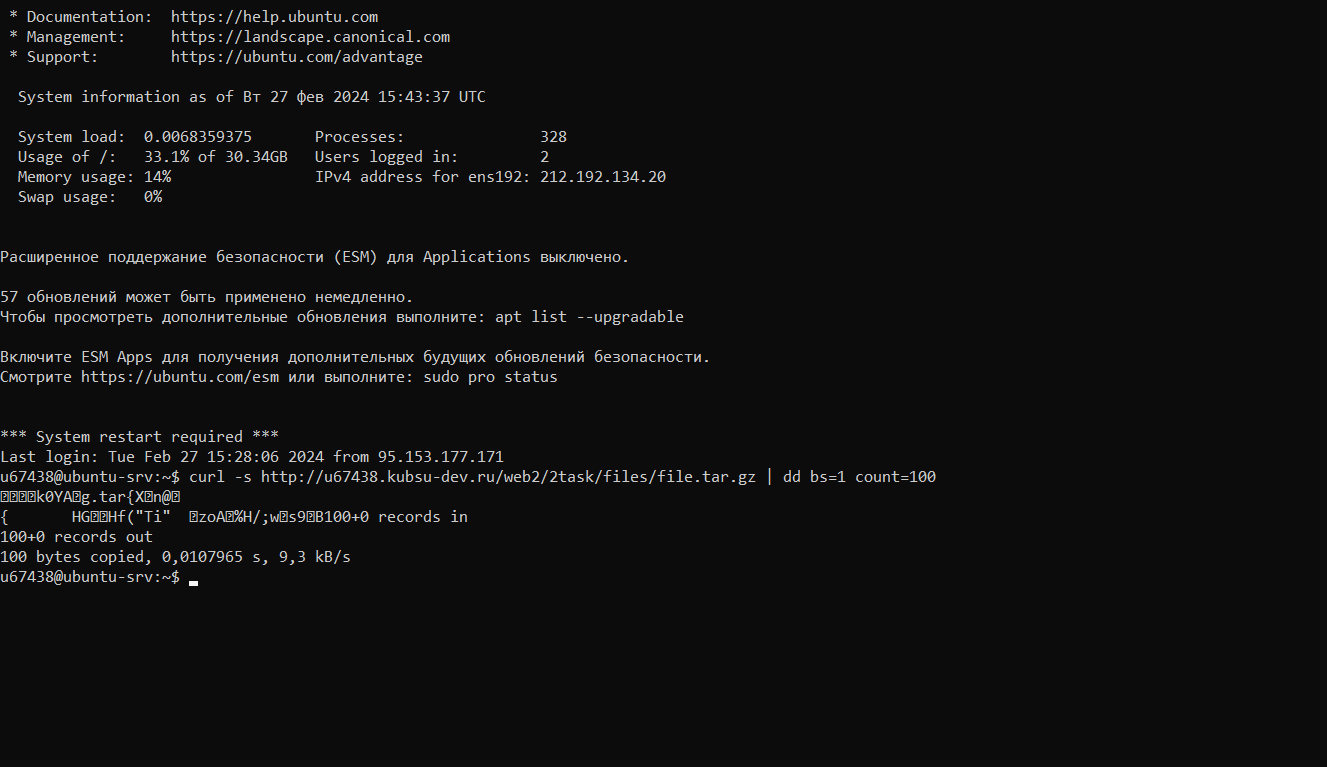 * Documentation:  https://help.ubuntu.com
* Management:     https://landscape.canonical.com
* Support:        https://ubuntu.com/advantage
System information as of Вт 27 фев 2024 15:43:37 UTC
System load:  0.0068359375       Processes:               328
Usage of /:   33.1% of 30.34GB   Users logged in:         2
Memory usage: 14%                IPv4 address for ens192: 212.192.134.20
Swap usage:   0%
Расширенное поддержание безопасности (ESM) для Applications выключено.
57 обновлений может быть применено немедленно.
Чтобы просмотреть дополнительные обновления выполните: apt list --upgradable
Включите ESM Apps для получения дополнительных будущих обновлений безопасности.
Смотрите https://ubuntu.com/esm или выполните: sudo pro status
*** System restart required ***
Last login: Tue Feb 27 15:28:06 2024 from 95.153.177.171
u67438@ubuntu-srv:~$ curl -s http://u67438.kubsu-dev.ru/web2/2task/files/file.tar.gz | dd bs=1 count=100
k0YA g.tar{X n@
{       HG Hf("Ti"   zoA %H/;w s9 B100+0 records in
100+0 records out
100 bytes copied, 0,0107965 s, 9,3 kB/s
u67438@ubuntu-srv:~$